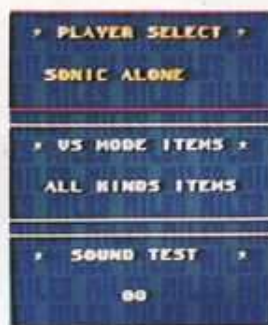 * PLAYER SELECT *
SONIC ALONE
* VS MODE ITEMS *
ALL KINDS ITEMS
* SOUND TEST *
00